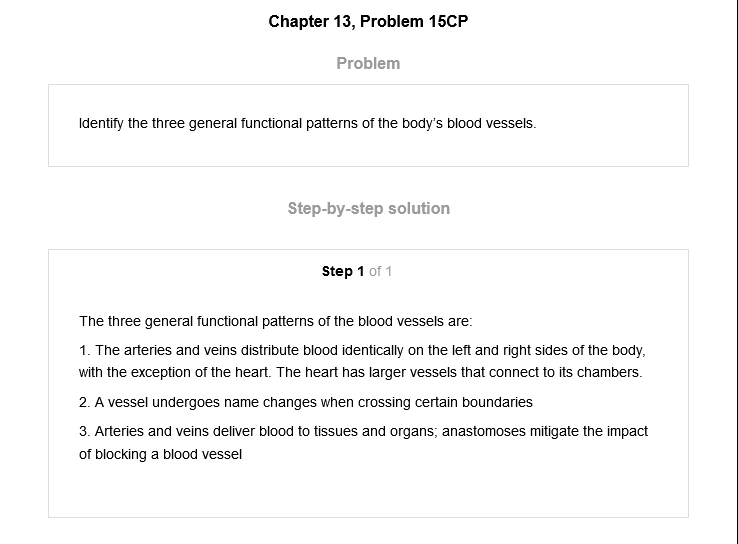 Chapter 13, Problem 15CP
Problem
Identify the three general functional patterns of the body's blood vessels.
Step-by-step solution
Step 1 of 1
The three general functional patterns of the blood vessels are:
1. The arteries and veins distribute blood identically on the left and right sides of the body,
with the exception of the heart. The heart has larger vessels that connect to its chambers.
2. A vessel undergoes name changes when crossing certain boundaries
3. Arteries and veins deliver blood to tissues and organs; anastomoses mitigate the impact
of blocking a blood vessel